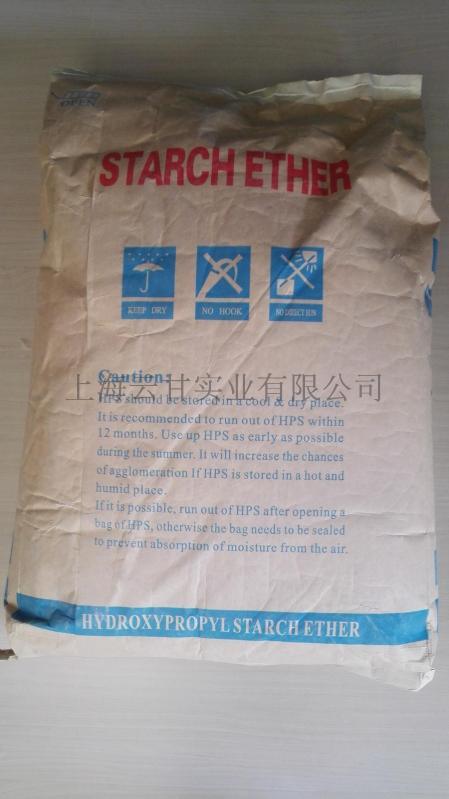 OPEN
STARCH ETHER
KEEP DRY
NO HOOK
NO DIRECT SUN
Caution:
上海云甘实业有限公司
HPS should be stored in a cool & dry place.
It is recommended to run out of HPS within
12 months. Use up HPS as early as possible
during the summer. It will increase the chances
of agglomeration If HPS is stored in a hot and
humid place.
If it is possible, run out of HPS after opening a
bag of HPS, otherwise the bag needs to be sealed
to prevent absorption of moisture from the air.
HYDROXYPROPYL STARCH ETHER